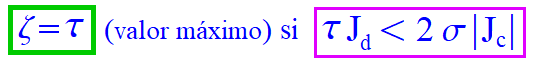 ζ = τ (valor máximo) si τ J_d < 2 σ |J_c|